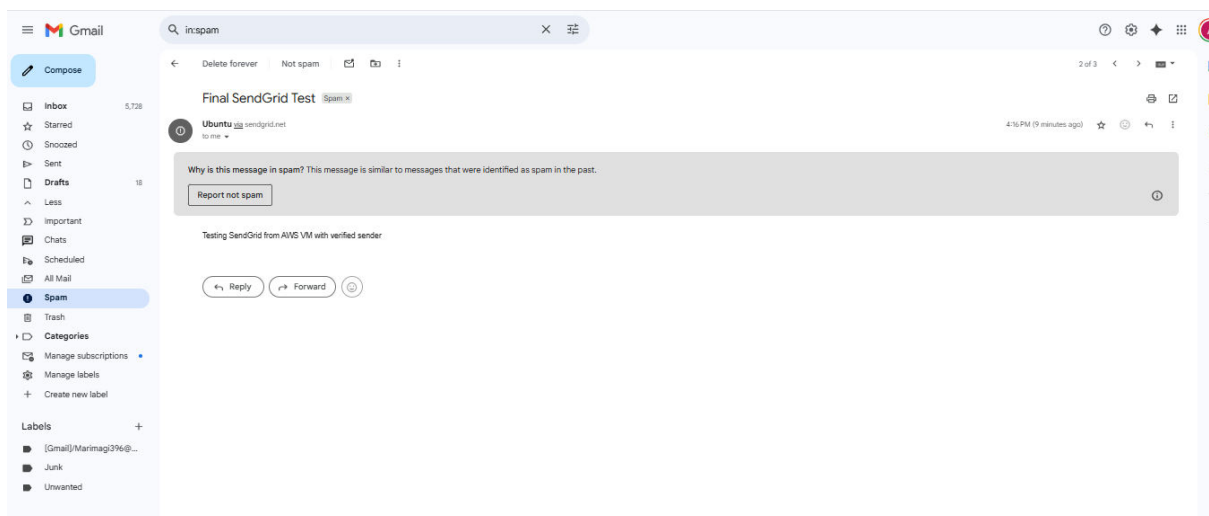 Gmail
in:spam
Compose
Delete forever Not spam
2 of 3
Final SendGrid Test Spam ×
Inbox 5,728
Starred
Snoozed
Sent
Drafts 18
Less
Important
Chats
Scheduled
All Mail
Spam
Trash
Categories
Manage subscriptions
Manage labels
Create new label
Labels +
[Gmail]/Marimagi396@...
Junk
Unwanted
Ubuntu via sendgrid.net
4:16 PM (9 minutes ago)
to me
Why is this message in spam? This message is similar to messages that were identified as spam in the past.
Report not spam
Testing SendGrid from AWS VM with verified sender
Reply Forward